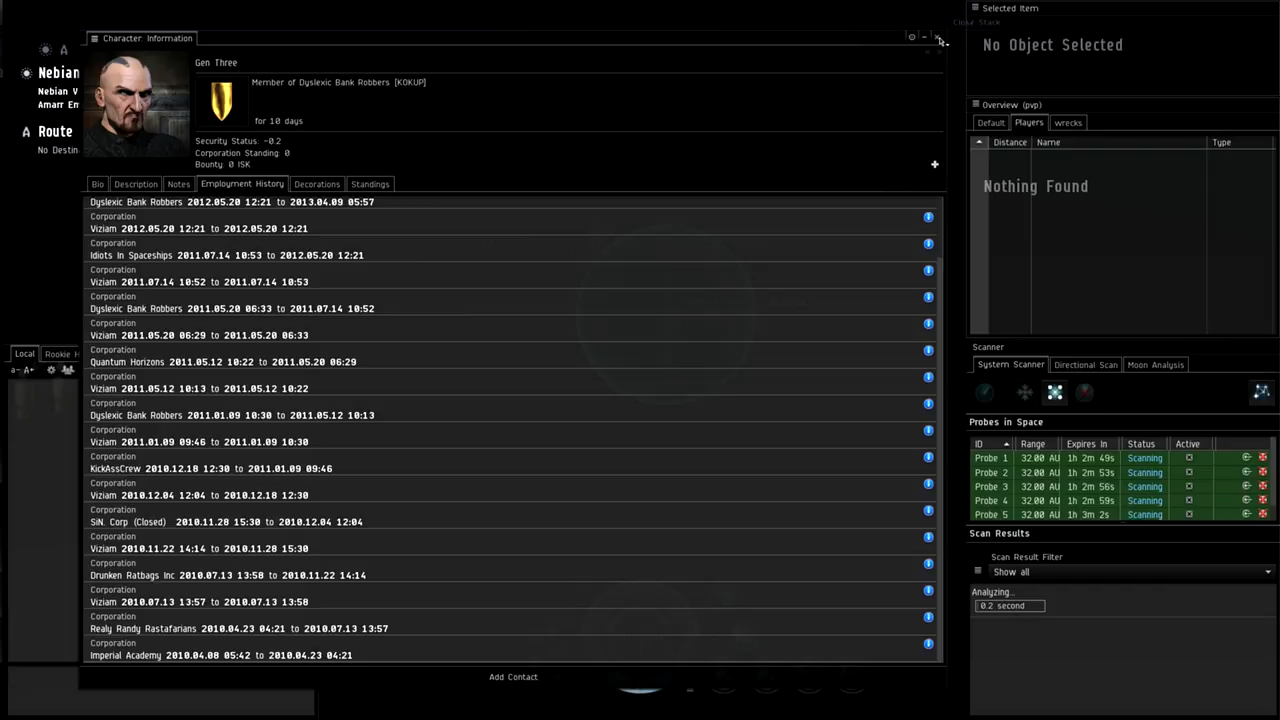 Selected Item
Close Stack
No Object Selected
Character: Information
Gen Three
Member of Dyslexic Bank Robbers [KOKUP]
for 10 days
Security Status: -0.2
Corporation Standing: 0
Bounty: 0 ISK
A
Nebian
Nebian V
Amarr Em
A Route
No Destin
Bio
Description
Notes
Employment History
Decorations
Standings
Dyslexic Bank Robbers 2012.05.20 12:21 to 2013.04.09 05:57
Corporation
Viziam 2012.05.20 12:21 to 2012.05.20 12:21
Corporation
Idiots In Spaceships 2011.07.14 10:53 to 2012.05.20 12:21
Corporation
Viziam 2011.07.14 10:52 to 2011.07.14 10:53
Corporation
Dyslexic Bank Robbers 2011.05.20 06:33 to 2011.07.14 10:52
Corporation
Viziam 2011.05.20 06:29 to 2011.05.20 06:33
Corporation
Quantum Horizons 2011.05.12 10:22 to 2011.05.20 06:29
Corporation
Viziam 2011.05.12 10:13 to 2011.05.12 10:22
Corporation
Dyslexic Bank Robbers 2011.01.09 10:30 to 2011.05.12 10:13
Corporation
Viziam 2011.01.09 09:46 to 2011.01.09 10:30
Corporation
KickAssCrew 2010.12.18 12:30 to 2011.01.09 09:46
Corporation
Viziam 2010.12.04 12:04 to 2010.12.18 12:30
Corporation
SiN. Corp (Closed) 2010.11.28 15:30 to 2010.12.04 12:04
Corporation
Viziam 2010.11.22 14:14 to 2010.11.28 15:30
Corporation
Drunken Ratbags Inc 2010.07.13 13:58 to 2010.11.22 14:14
Corporation
Viziam 2010.07.13 13:57 to 2010.07.13 13:58
Corporation
Realy Randy Rastafarians 2010.04.23 04:21 to 2010.07.13 13:57
Corporation
Imperial Academy 2010.04.08 05:42 to 2010.04.23 04:21
Add Contact
Local
Rookie H
a- A+
Overview (pvp)
Default
Players
wrecks
Distance Name Type
Nothing Found
Scanner
System Scanner
Directional Scan
Moon Analysis
Probes in Space
ID Range Expires In Status Active
Probe 1 32.00 AU 1h 2m 49s Scanning
Probe 2 32.00 AU 1h 2m 53s Scanning
Probe 3 32.00 AU 1h 2m 56s Scanning
Probe 4 32.00 AU 1h 2m 59s Scanning
Probe 5 32.00 AU 1h 3m 2s Scanning
Scan Results
Scan Result Filter
Show all
Analyzing...
0.2 second